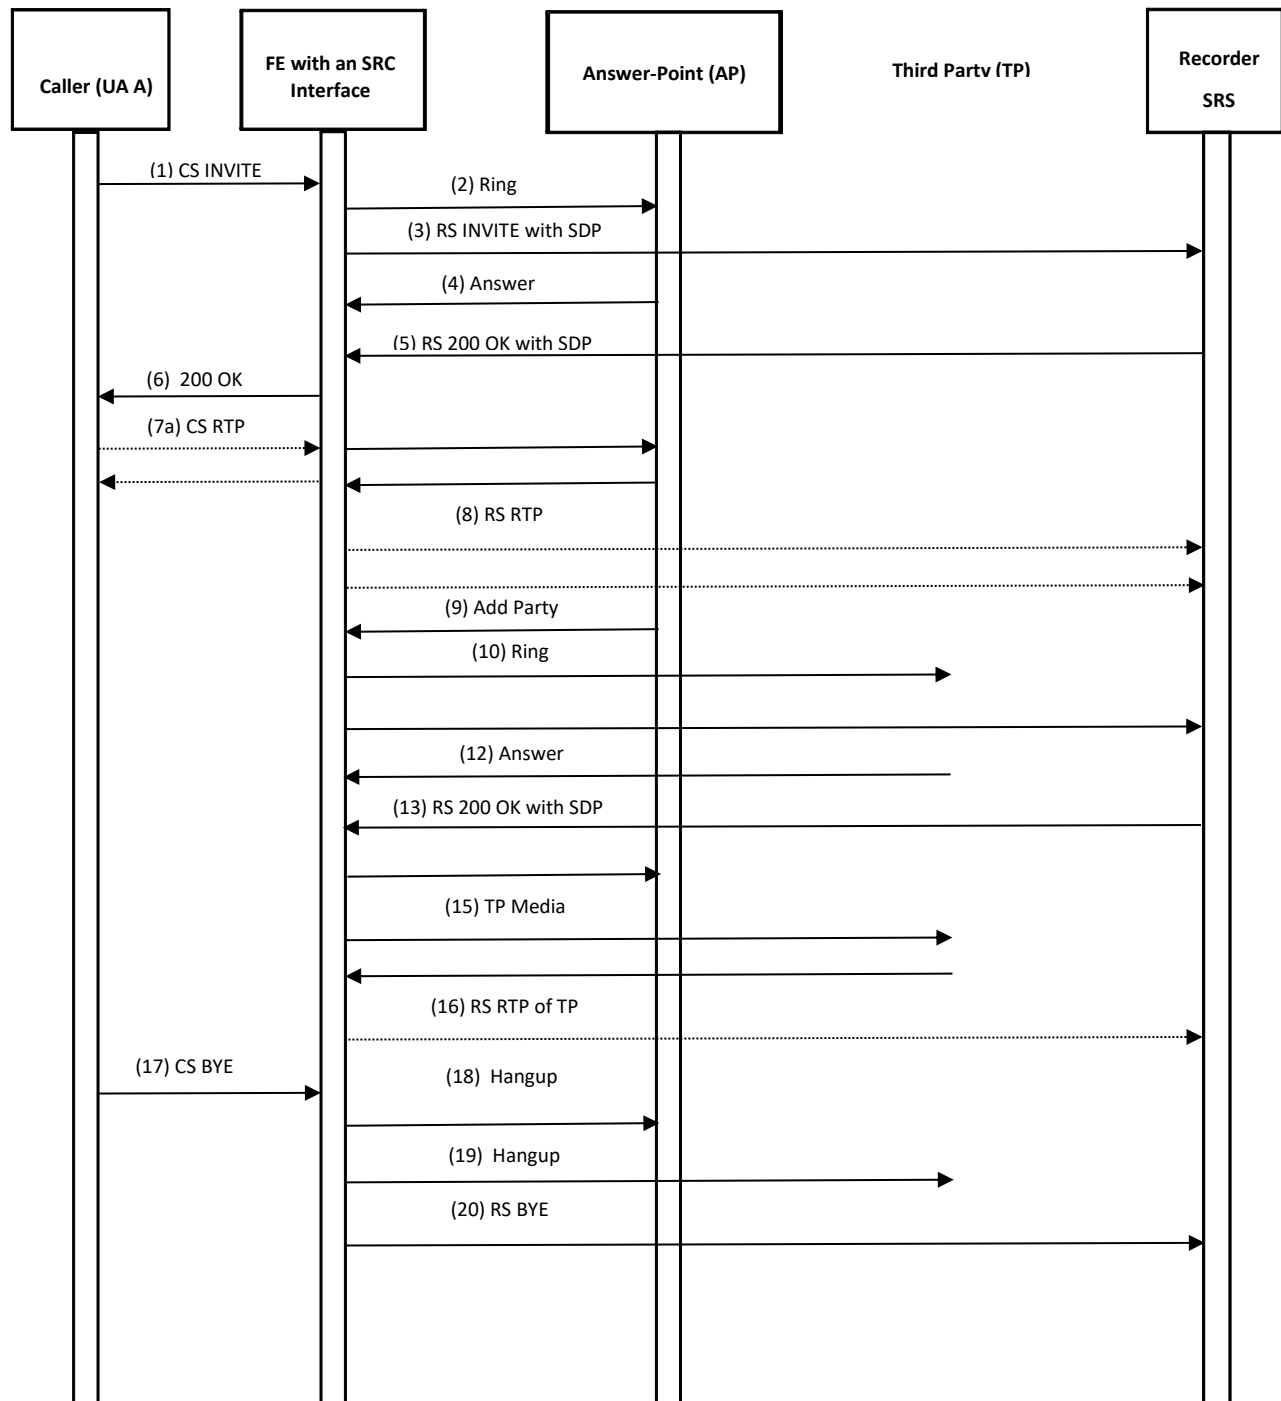 Caller (UA A)
FE with an SRC
Interface
Answer-Point (AP)
Third Party (TP)
Recorder
SRS
(1) CS INVITE
(2) Ring
(3) RS INVITE with SDP
(4) Answer
(5) RS 200 OK with SDP
(6) 200 OK
(7a) CS RTP
(8) RS RTP
(9) Add Party
(10) Ring
(12) Answer
(13) RS 200 OK with SDP
(15) TP Media
(16) RS RTP of TP
(17) CS BYE
(18) Hangup
(19) Hangup
(20) RS BYE